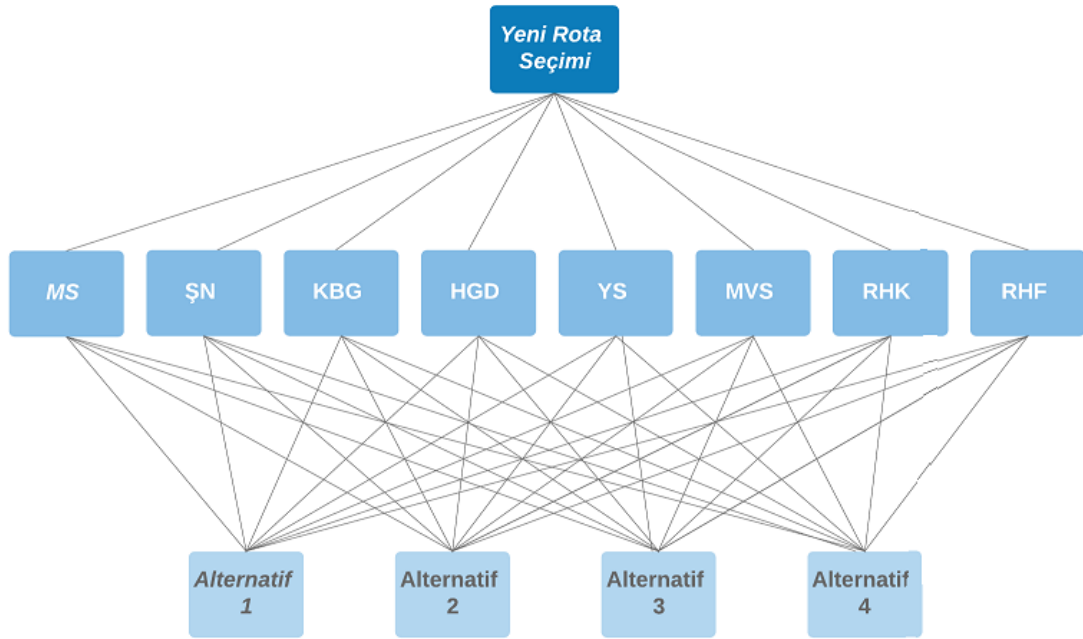 Yeni Rota
Seçimi
MS
ŞN
KBG
HGD
YS
MVS
RHK
RHF
Alternatif
1
Alternatif
2
Alternatif
3
Alternatif
4